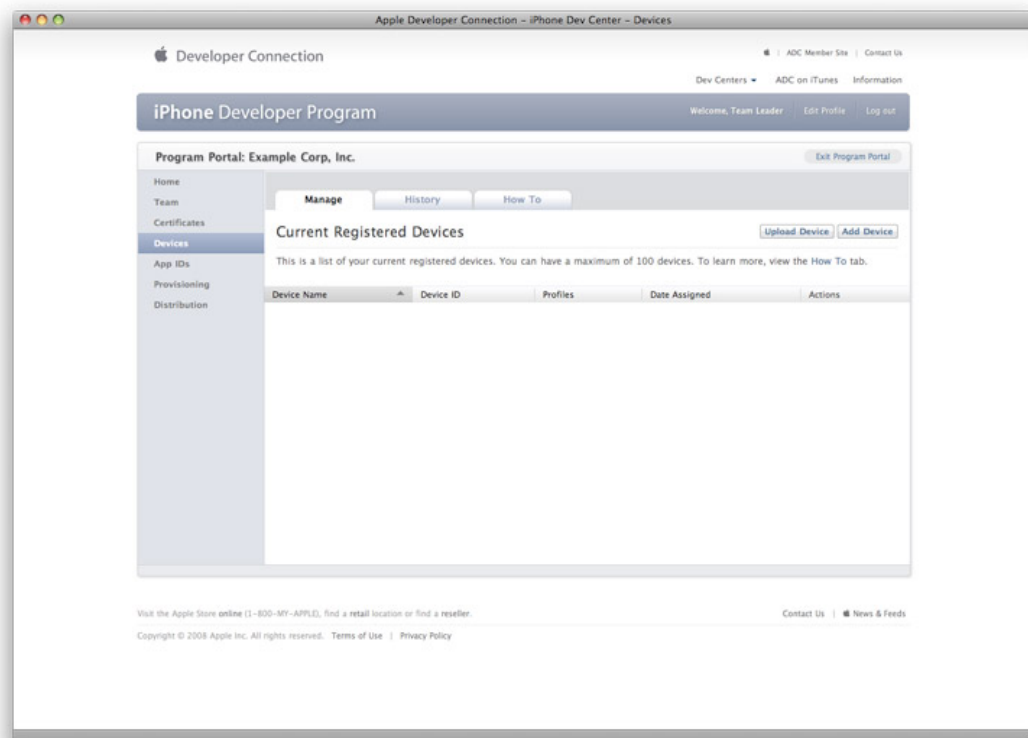 Apple Developer Connection – iPhone Dev Center – Devices
Developer Connection
| ADC Member Site | Contact Us
Dev Centers ADC on iTunes Information
iPhone Developer Program
Welcome, Team Leader Edit Profile Log out
Program Portal: Example Corp, Inc.
Exit Program Portal
Home
Team
Certificates
Devices
App IDs
Provisioning
Distribution
Manage History How To
Current Registered Devices
Upload Device Add Device
This is a list of your current registered devices. You can have a maximum of 100 devices. To learn more, view the How To tab.
Device Name Device ID Profiles Date Assigned Actions
Visit the Apple Store online (1-800-MY-APPLE), find a retail location or find a reseller.
Contact Us | News & Feeds
Copyright © 2008 Apple Inc. All rights reserved. Terms of Use | Privacy Policy